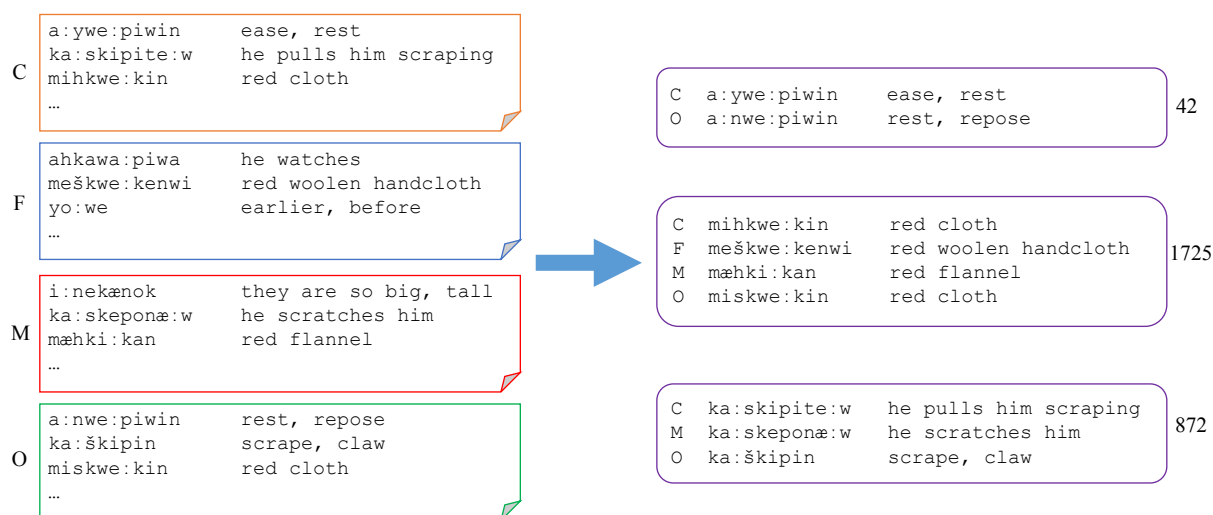 C
a:ywe:piwin ease, rest
ka:skipite:w he pulls him scraping
mihkwe:kin red cloth
…
F
ahkawa:piwa he watches
meškwe:kenwi red woolen handcloth
yo:we earlier, before
…
M
i:nekænok they are so big, tall
ka:skeponæ:w he scratches him
mæhki:kan red flannel
…
O
a:nwe:piwin rest, repose
ka:škipin scrape, claw
miskwe:kin red cloth
…
C a:ywe:piwin ease, rest
O a:nwe:piwin rest, repose
42
C mihkwe:kin red cloth
F meškwe:kenwi red woolen handcloth
M mæhki:kan red flannel
O miskwe:kin red cloth
1725
C ka:skipite:w he pulls him scraping
M ka:skeponæ:w he scratches him
O ka:škipin scrape, claw
872